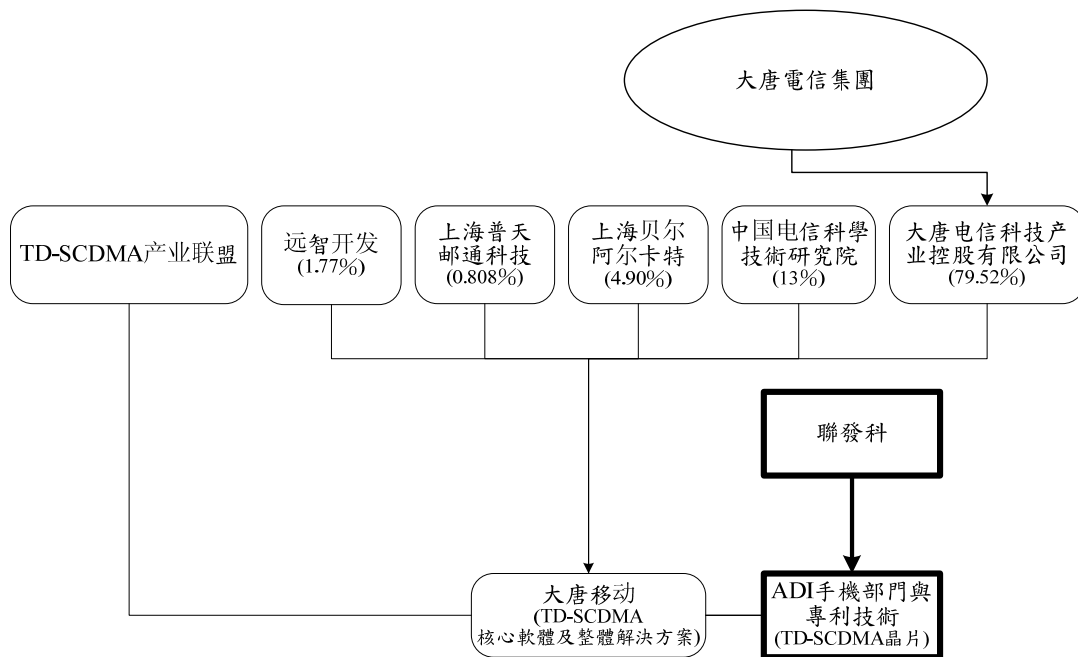 大唐電信集團
TD-SCDMA产业联盟
远智开发
(1.77%)
上海普天
邮通科技
(0.808%)
上海贝尔
阿尔卡特
(4.90%)
中国电信科學
技術研究院
(13%)
大唐电信科技产
业控股有限公司
(79.52%)
聯發科
大唐移动
(TD-SCDMA
核心軟體及整體解決方案)
ADI手機部門與
專利技術
(TD-SCDMA晶片)